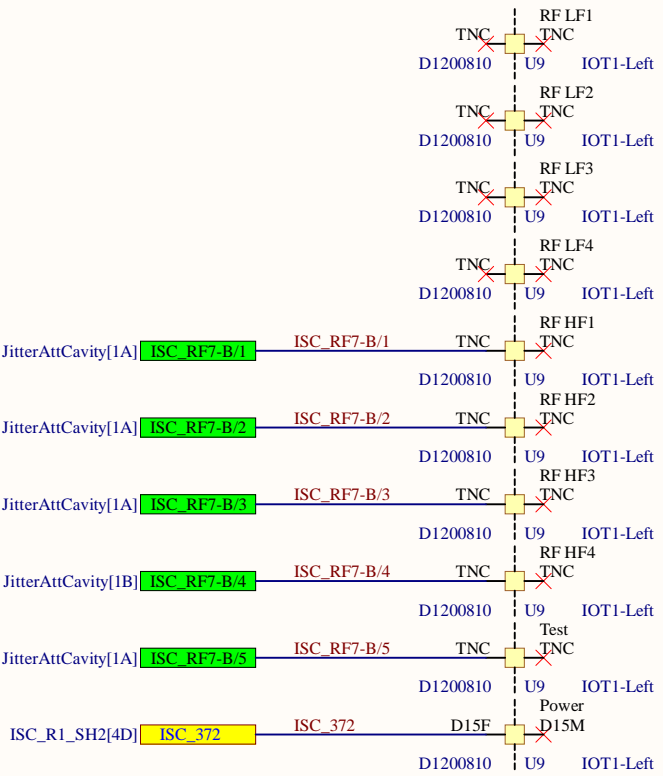 RF LF1
TNC TNC
D1200810 U9 IOT1-Left
RF LF2
TNC TNC
D1200810 U9 IOT1-Left
RF LF3
TNC TNC
D1200810 U9 IOT1-Left
RF LF4
TNC TNC
D1200810 U9 IOT1-Left
RF HF1
JitterAttCavity[1A] ISC_RF7-B/1 ISC_RF7-B/1 TNC TNC
D1200810 U9 IOT1-Left
RF HF2
JitterAttCavity[1A] ISC_RF7-B/2 ISC_RF7-B/2 TNC TNC
D1200810 U9 IOT1-Left
RF HF3
JitterAttCavity[1A] ISC_RF7-B/3 ISC_RF7-B/3 TNC TNC
D1200810 U9 IOT1-Left
RF HF4
JitterAttCavity[1B] ISC_RF7-B/4 ISC_RF7-B/4 TNC TNC
D1200810 U9 IOT1-Left
Test
JitterAttCavity[1A] ISC_RF7-B/5 ISC_RF7-B/5 TNC TNC
D1200810 U9 IOT1-Left
Power
ISC_R1_SH2[4D] ISC_372 ISC_372 D15F D15M
D1200810 U9 IOT1-Left